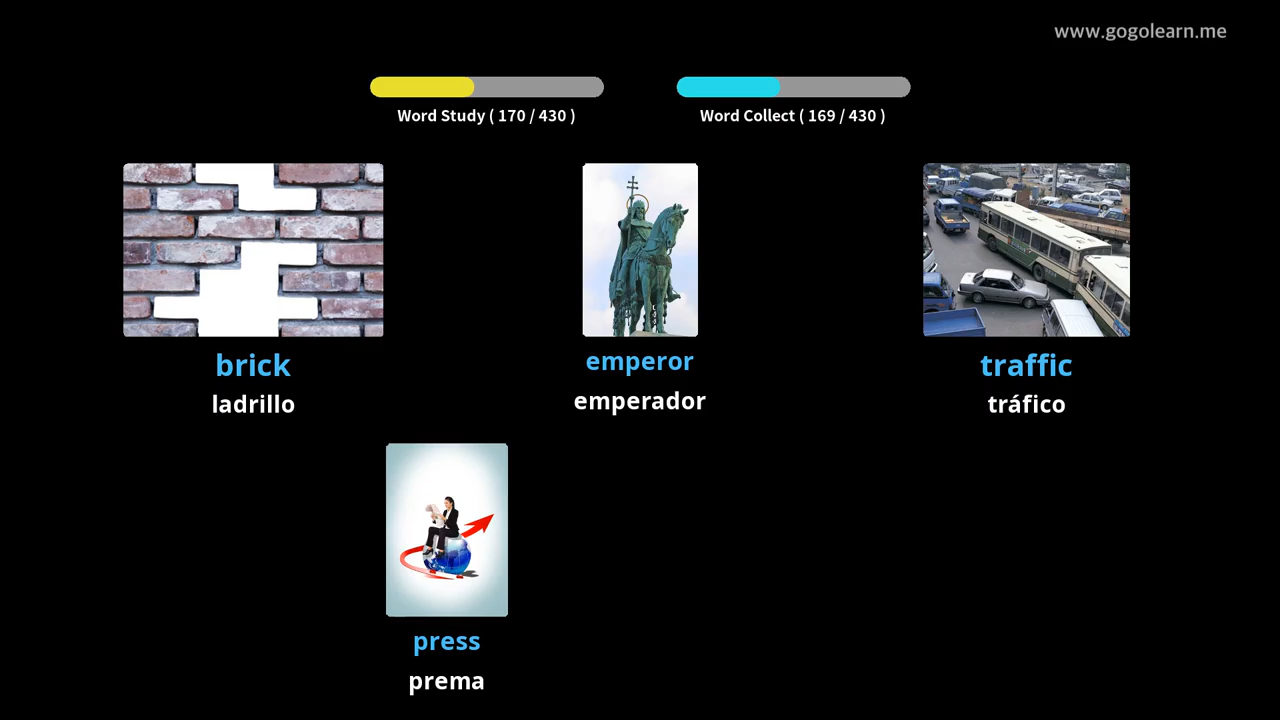 www.gogolearn.me
Word Study ( 170 / 430 )
Word Collect ( 169 / 430 )
brick
ladrillo
emperor
emperador
traffic
tráfico
press
prema